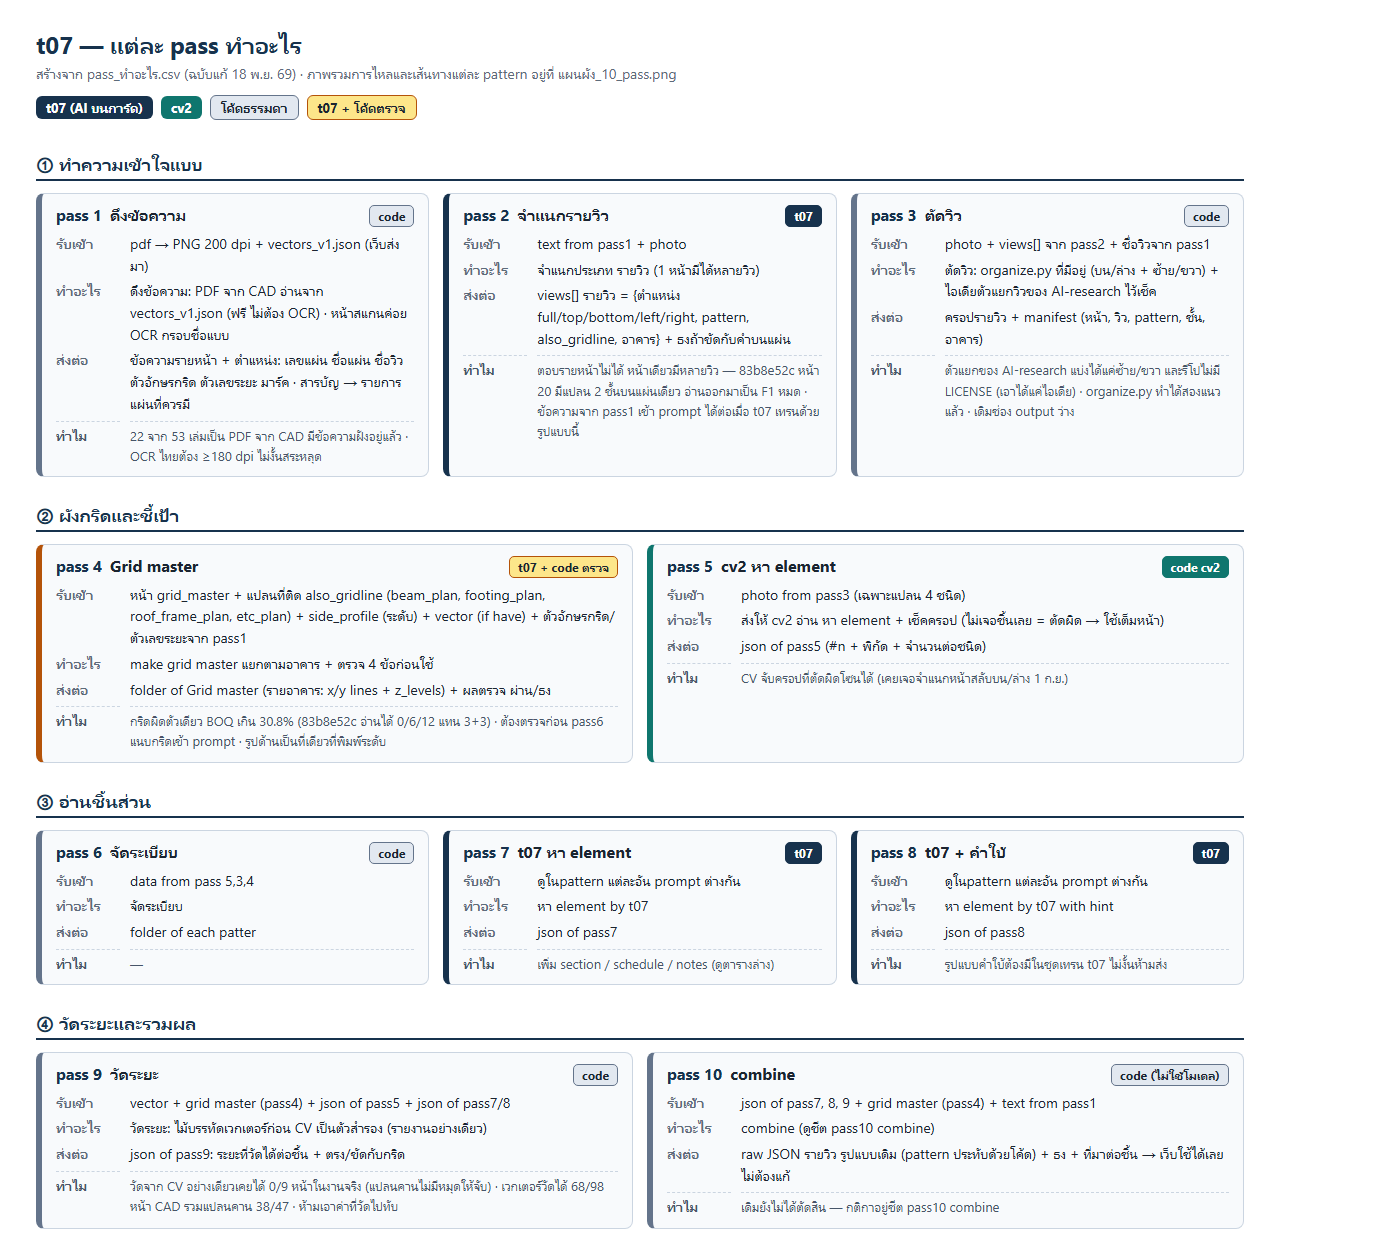 t07 — แต่ละ pass ทำอะไร
สร้างจาก pass_ทำอะไร.csv (ฉบับแก้ 18 พ.ย. 69) · ภาพรวมการไหลและเส้นทางแต่ละ pattern อยู่ที่ แผนผัง_10_pass.png
t07 (AI บนการ์ด) cv2 โค้ดธรรมดา t07 + โค้ดตรวจ
① ทำความเข้าใจแบบ
pass 1 ดึงข้อความ code
รับเข้า pdf → PNG 200 dpi + vectors_v1.json (เว็บส่ง
มา)
ทำอะไร ดึงข้อความ: PDF จาก CAD อ่านจาก
vectors_v1.json (ฟรี ไม่ต้อง OCR) · หน้าสแกนค่อย
OCR กรอบชื่อแบบ
ส่งต่อ ข้อความรายหน้า + ตำแหน่ง: เลขแผ่น ชื่อแผ่น ชื่อวิว
ตัวอักษรกริด ตัวเลขระยะ มาร์ค · สารบัญ → รายการ
แผ่นที่ควรมี
ทำไม 22 จาก 53 เล่มเป็น PDF จาก CAD มีข้อความฝังอยู่แล้ว ·
OCR ไทยต้อง ≥180 dpi ไม่งั้นสระหลุด
pass 2 จำแนกรายวิว t07
รับเข้า text from pass1 + photo
ทำอะไร จำแนกประเภท รายวิว (1 หน้ามีได้หลายวิว)
ส่งต่อ views[] รายวิว = {ตำแหน่ง
full/top/bottom/left/right, pattern,
also_gridline, อาคาร} + ธงถ้าขัดกับคำบนแผ่น
ทำไม ตอบรายหน้าไม่ได้ หน้าเดียวมีหลายวิว — 83b8e52c หน้า
20 มีแปลน 2 ชั้นบนแผ่นเดียว อ่านออกมาเป็น F1 หมด ·
ข้อความจาก pass1 เข้า prompt ได้ต่อเมื่อ t07 เทรนด้วย
รูปแบบนี้
pass 3 ตัดวิว code
รับเข้า photo + views[] จาก pass2 + ชื่อวิวจาก pass1
ทำอะไร ตัดวิว: organize.py ที่มีอยู่ (บน/ล่าง + ซ้าย/ขวา) +
ไอเดียตัวแยกวิวของ AI-research ไว้เช็ค
ส่งต่อ ครอปรายวิว + manifest (หน้า, วิว, pattern, ชั้น,
อาคาร)
ทำไม ตัวแยกของ AI-research แบ่งได้แค่ซ้าย/ขวา และรีโปไม่มี
LICENSE (เอาได้แค่ไอเดีย) · organize.py ทำได้สองแนว
แล้ว · เติมช่อง output ว่าง
② ผังกริดและชี้เป้า
pass 4 Grid master t07 + code ตรวจ
รับเข้า หน้า grid_master + แปลนที่ติด also_gridline (beam_plan, footing_plan,
roof_frame_plan, etc_plan) + side_profile (ระดับ) + vector (if have) + ตัวอักษรกริด/
ตัวเลขระยะจาก pass1
ทำอะไร make grid master แยกตามอาคาร + ตรวจ 4 ข้อก่อนใช้
ส่งต่อ folder of Grid master (รายอาคาร: x/y lines + z_levels) + ผลตรวจ ผ่าน/ธง
ทำไม กริดผิดตัวเดียว BOQ เกิน 30.8% (83b8e52c อ่านได้ 0/6/12 แทน 3+3) · ต้องตรวจก่อน pass6
แนบกริดเข้า prompt · รูปด้านเป็นที่เดียวที่พิมพ์ระดับ
pass 5 cv2 หา element code cv2
รับเข้า photo from pass3 (เฉพาะแปลน 4 ชนิด)
ทำอะไร ส่งให้ cv2 อ่าน หา element + เช็คครอป (ไม่เจอชิ้นเลย = ตัดผิด → ใช้เต็มหน้า)
ส่งต่อ json of pass5 (#n + พิกัด + จำนวนต่อชนิด)
ทำไม CV จับครอปที่ตัดผิดโซนได้ (เคยเจอจำแนกหน้าสลับบน/ล่าง 1 ก.ย.)
③ อ่านชิ้นส่วน
pass 6 จัดระเบียบ code
รับเข้า data from pass 5,3,4
ทำอะไร จัดระเบียบ
ส่งต่อ folder of each patter
ทำไม —
pass 7 t07 หา element t07
รับเข้า ดูในpattern แต่ละอัน prompt ต่างกัน
ทำอะไร หา element by t07
ส่งต่อ json of pass7
ทำไม เพิ่ม section / schedule / notes (ดูตารางล่าง)
pass 8 t07 + คำใบ้ t07
รับเข้า ดูในpattern แต่ละอัน prompt ต่างกัน
ทำอะไร หา element by t07 with hint
ส่งต่อ json of pass8
ทำไม รูปแบบคำใบ้ต้องมีในชุดเทรน t07 ไม่งั้นห้ามส่ง
④ วัดระยะและรวมผล
pass 9 วัดระยะ code
รับเข้า vector + grid master (pass4) + json of pass5 + json of pass7/8
ทำอะไร วัดระยะ: ไม้บรรทัดเวกเตอร์ก่อน CV เป็นตัวสำรอง (รายงานอย่างเดียว)
ส่งต่อ json of pass9: ระยะที่วัดได้ต่อชิ้น + ตรง/ขัดกับกริด
ทำไม วัดจาก CV อย่างเดียวเคยได้ 0/9 หน้าในงานจริง (แปลนคานไม่มีหมุดให้จับ) · เวกเตอร์วัดได้ 68/98
หน้า CAD รวมแปลนคาน 38/47 · ห้ามเอาค่าที่วัดไปทับ
pass 10 combine code (ไม่ใช้โมเดล)
รับเข้า json of pass7, 8, 9 + grid master (pass4) + text from pass1
ทำอะไร combine (ดูชีต pass10 combine)
ส่งต่อ raw JSON รายวิว รูปแบบเดิม (pattern ประทับด้วยโค้ด) + ธง + ที่มาต่อชิ้น → เว็บใช้ได้เลย
ไม่ต้องแก้
ทำไม เดิมยังไม่ได้ตัดสิน — กติกาอยู่ชีต pass10 combine